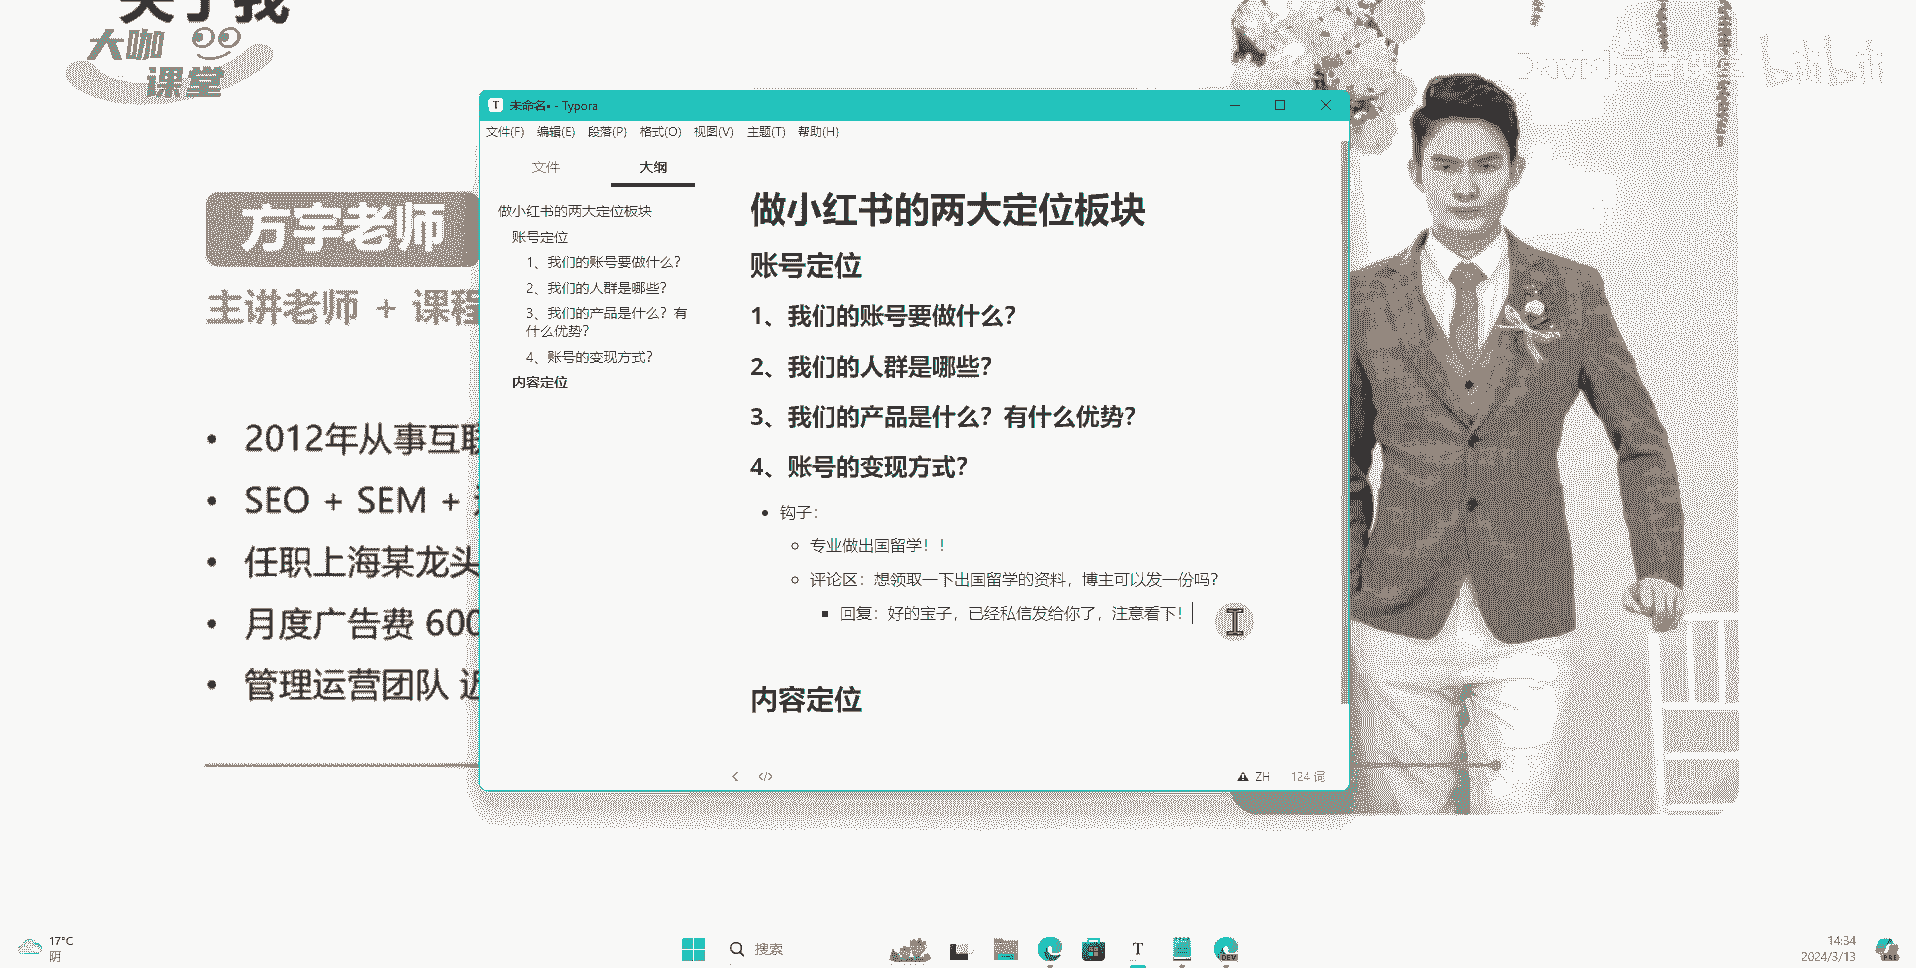 关于我
大咖
课堂
bilibili
方宇老师
主讲老师 + 课程
2012年从事互联
SEO + SEM +
任职上海某龙头
月度广告费 600
管理运营团队 近
未命名• - Typora
文件(F) 编辑(E) 段落(P) 格式(O) 视图(V) 主题(T) 帮助(H)
文件 大纲
做小红书的两大定位板块
账号定位
1、我们的账号要做什么？
2、我们的人群是哪些？
3、我们的产品是什么？有
什么优势？
4、账号的变现方式？
内容定位
做小红书的两大定位板块
账号定位
1、我们的账号要做什么？
2、我们的人群是哪些？
3、我们的产品是什么？有什么优势？
4、账号的变现方式？
钩子：
专业做出国留学！！
评论区：想领取一下出国留学的资料，博主可以发一份吗？
回复：好的宝子，已经私信发给你了，注意看下！
内容定位
ZH 124 词
17°C
阴
搜索
T
DEV
14:34
2024/3/13
PRE